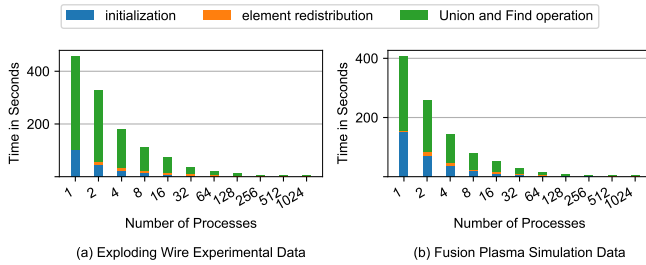 initialization element redistribution Union and Find operation
Time in Seconds
400
200
1 2 4 8 16 32 64 128 256 512 1024
Number of Processes
(a) Exploding Wire Experimental Data
Time in Seconds
400
200
1 2 4 8 16 32 64 128 256 512 1024
Number of Processes
(b) Fusion Plasma Simulation Data